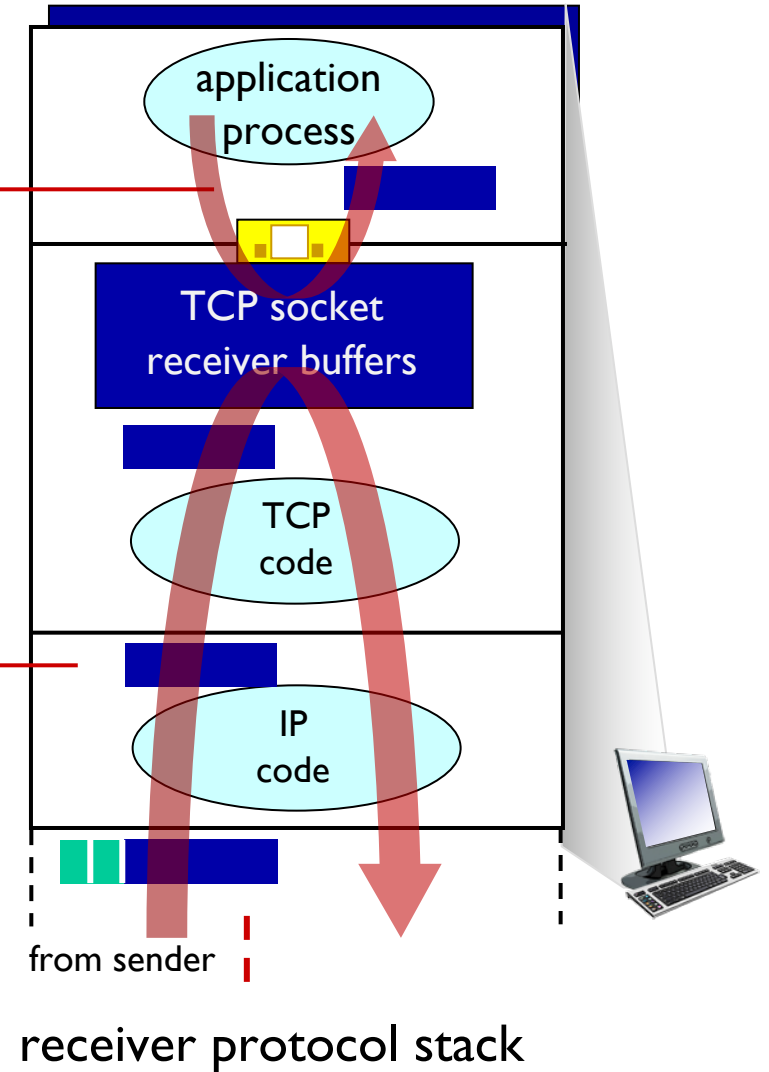 application
process
TCP socket
receiver buffers
TCP
code
IP
code
from sender
receiver protocol stack